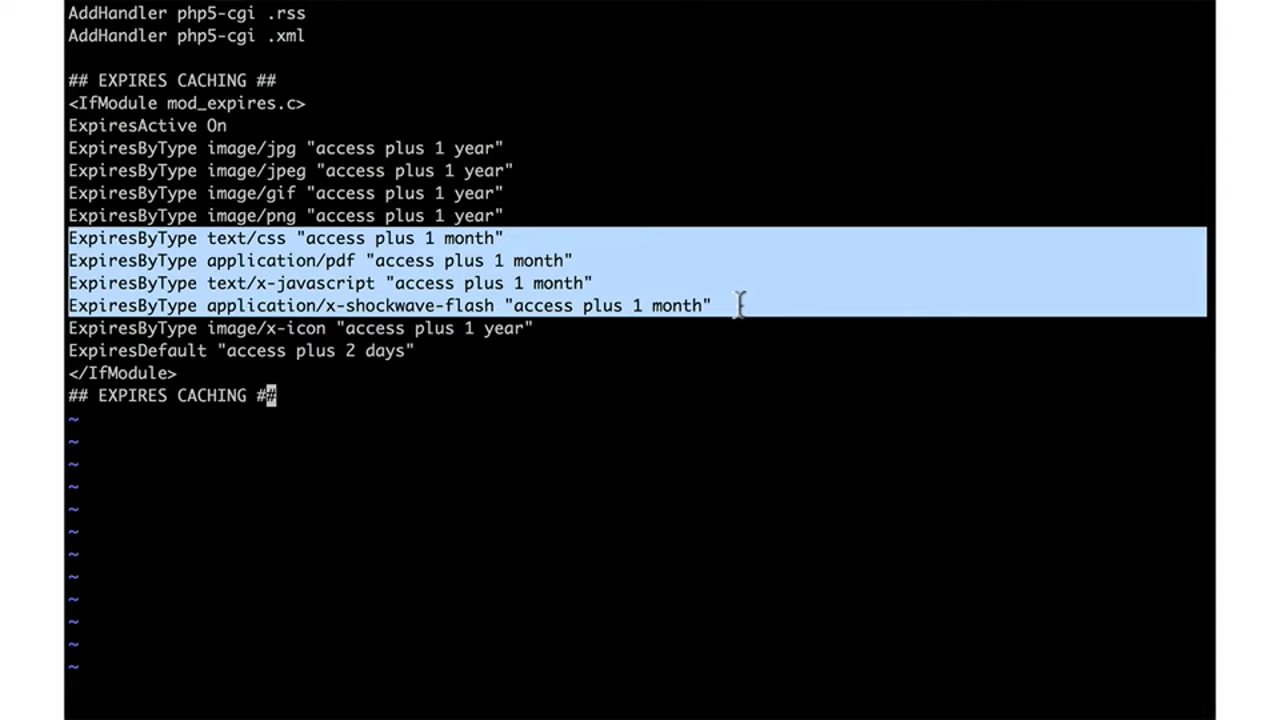 AddHandler php5-cgi .rss
AddHandler php5-cgi .xml
## EXPIRES CACHING ##
<IfModule mod_expires.c>
ExpiresActive On
ExpiresByType image/jpg "access plus 1 year"
ExpiresByType image/jpeg "access plus 1 year"
ExpiresByType image/gif "access plus 1 year"
ExpiresByType image/png "access plus 1 year"
ExpiresByType text/css "access plus 1 month"
ExpiresByType application/pdf "access plus 1 month"
ExpiresByType text/x-javascript "access plus 1 month"
ExpiresByType application/x-shockwave-flash "access plus 1 month"
ExpiresByType image/x-icon "access plus 1 year"
ExpiresDefault "access plus 2 days"
</IfModule>
## EXPIRES CACHING ##
~
~
~
~
~
~
~
~
~
~
~
~